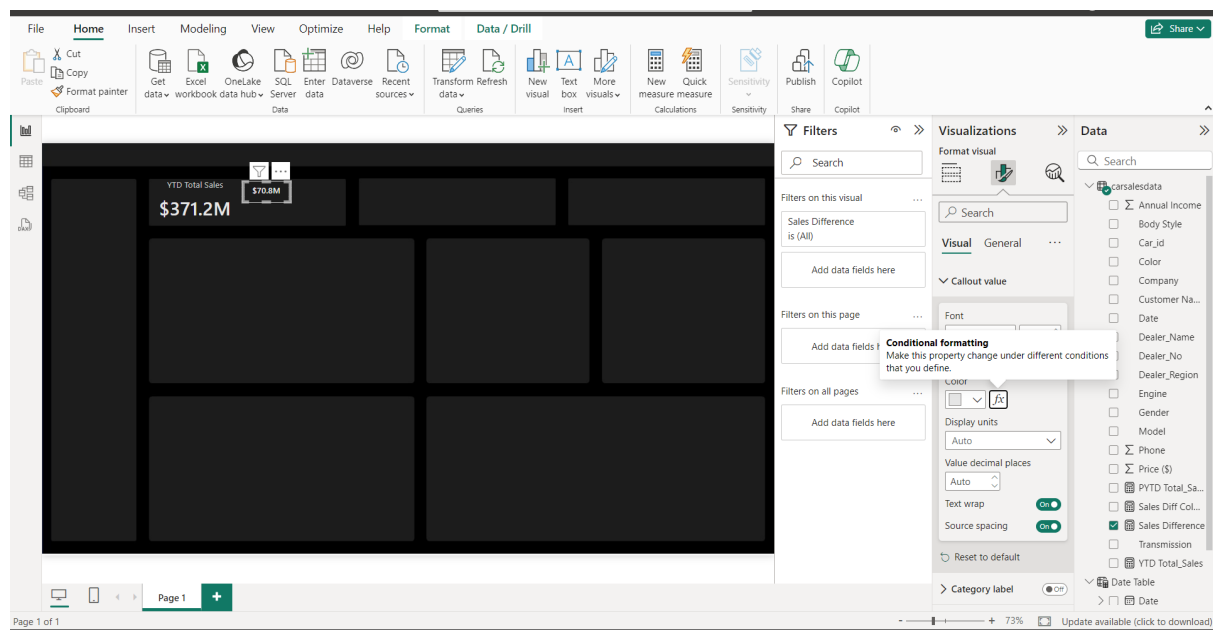 File Home Insert Modeling View Optimize Help Format Data / Drill Share
Paste Cut
Copy
Format painter
Clipboard
Get data Excel workbook OneLake data hub SQL Server Enter data Dataverse Recent sources
Data
Transform data Refresh
Queries
New visual Text box More visuals
Insert
New measure Quick measure
Calculations
Sensitivity
Sensitivity
Publish
Share
Copilot
Copilot
YTD Total Sales
$371.2M
$70.8M
Filters
Search
Filters on this visual
Sales Difference
is (All)
Add data fields here
Filters on this page
Add data fields h
Filters on all pages
Add data fields here
Visualizations
Format visual
Search
Visual General
Callout value
Font
Conditional formatting
Make this property change under different conditions
that you define.
Color
fx
Display units
Auto
Value decimal places
Auto
Text wrap On
Source spacing On
Reset to default
Category label Off
Data
Search
carsalesdata
Annual Income
Body Style
Car_id
Color
Company
Customer Na...
Date
Dealer_Name
Dealer_No
Dealer_Region
Engine
Gender
Model
Phone
Price ($)
PYTD Total_Sa...
Sales Diff Col...
Sales Difference
Transmission
YTD Total_Sales
Date Table
Date
Page 1
Page 1 of 1
- + 73% Update available (click to download)